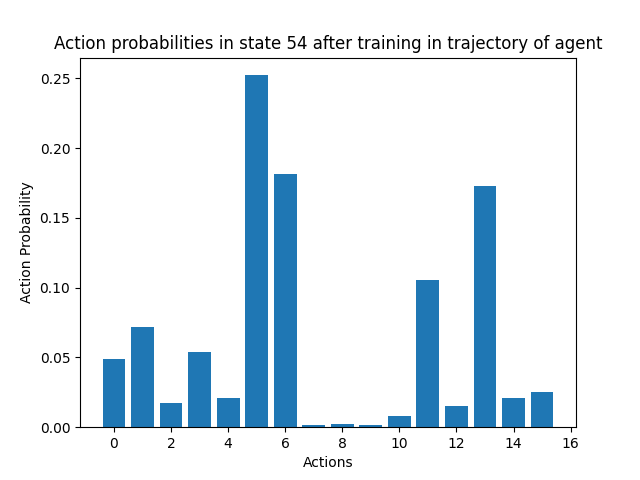 Action probabilities in state 54 after training in trajectory of agent
0.25
0.20
0.15
0.10
0.05
0.00
Action Probability
0 2 4 6 8 10 12 14 16
Actions